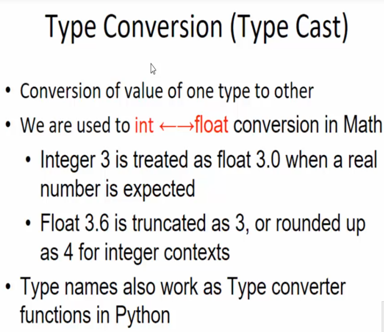 Type Conversion (Type Cast)
• Conversion of value of one type to other
• We are used to int ←→float conversion in Math
• Integer 3 is treated as float 3.0 when a real
number is expected
• Float 3.6 is truncated as 3, or rounded up
as 4 for integer contexts
• Type names also work as Type converter
functions in Python